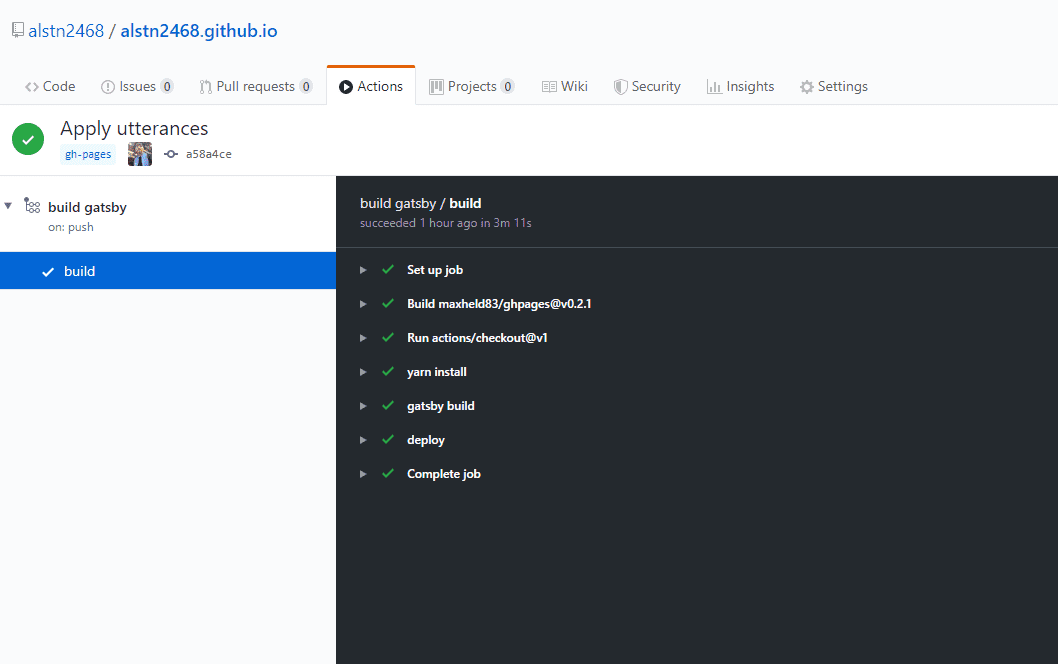 alstn2468 / alstn2468.github.io
Code Issues 0 Pull requests 0 Actions Projects 0 Wiki Security Insights Settings
Apply utterances
gh-pages a58a4ce
build gatsby
on: push
build
build gatsby / build
succeeded 1 hour ago in 3m 11s
Set up job
Build maxheld83/ghpages@v0.2.1
Run actions/checkout@v1
yarn install
gatsby build
deploy
Complete job